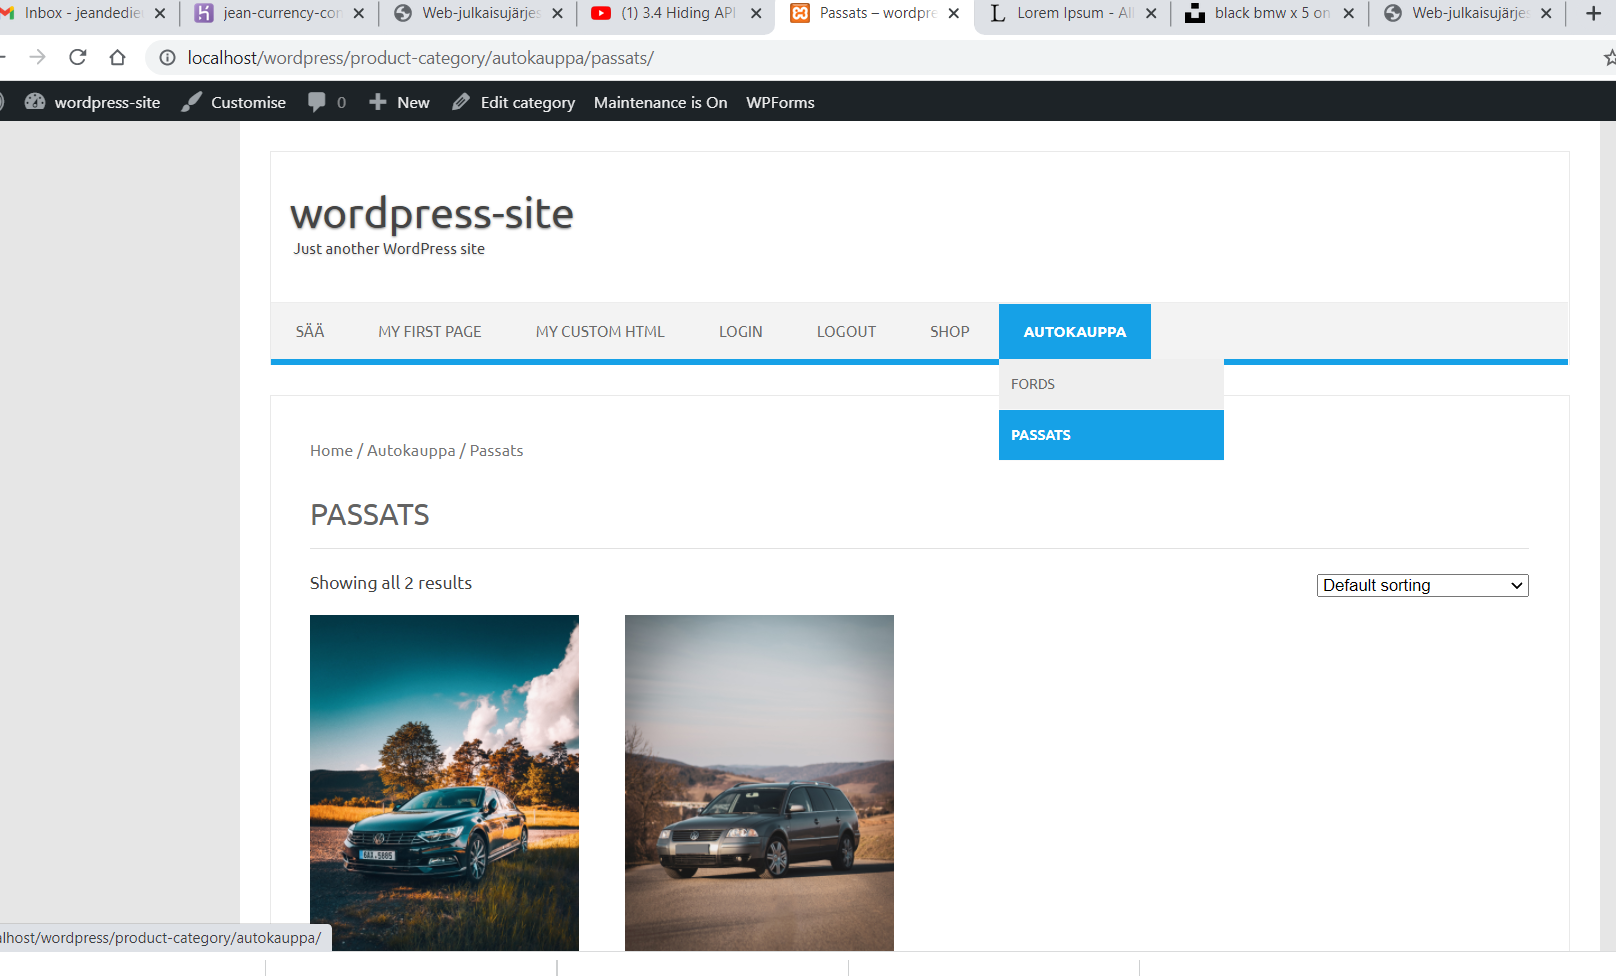 Inbox - jeandedieu
jean-currency-con
Web-julkaisujärjes
(1) 3.4 Hiding API
Passats – wordpre
Lorem Ipsum - All
black bmw x 5 on
Web-julkaisujärjes
localhost/wordpress/product-category/autokauppa/passats/
wordpress-site Customise 0 New Edit category Maintenance is On WPForms
wordpress-site
Just another WordPress site
SÄÄ MY FIRST PAGE MY CUSTOM HTML LOGIN LOGOUT SHOP AUTOKAUPPA
FORDS
PASSATS
Home / Autokauppa / Passats
PASSATS
Showing all 2 results
Default sorting
alhost/wordpress/product-category/autokauppa/